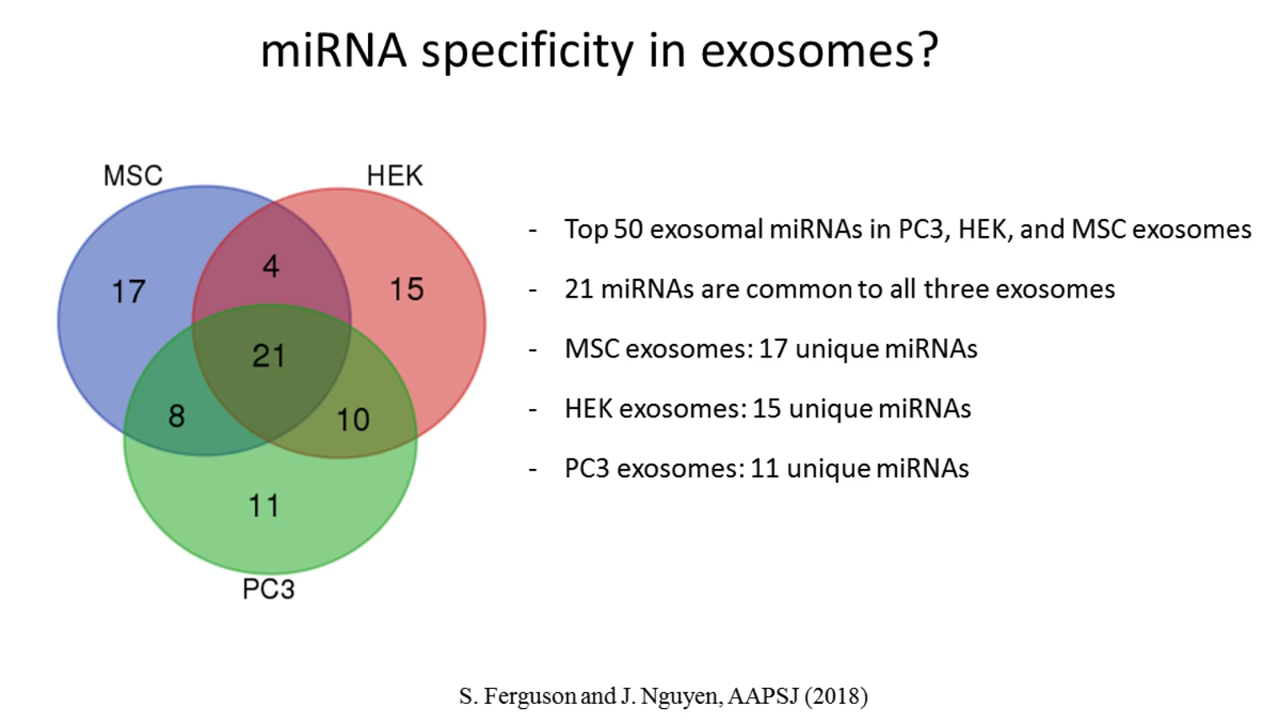 miRNA specificity in exosomes?
MSC
HEK
4
17
15
21
8
10
11
PC3
- Top 50 exosomal miRNAs in PC3, HEK, and MSC exosomes
- 21 miRNAs are common to all three exosomes
- MSC exosomes: 17 unique miRNAs
- HEK exosomes: 15 unique miRNAs
- PC3 exosomes: 11 unique miRNAs
S. Ferguson and J. Nguyen, AAPSJ (2018)